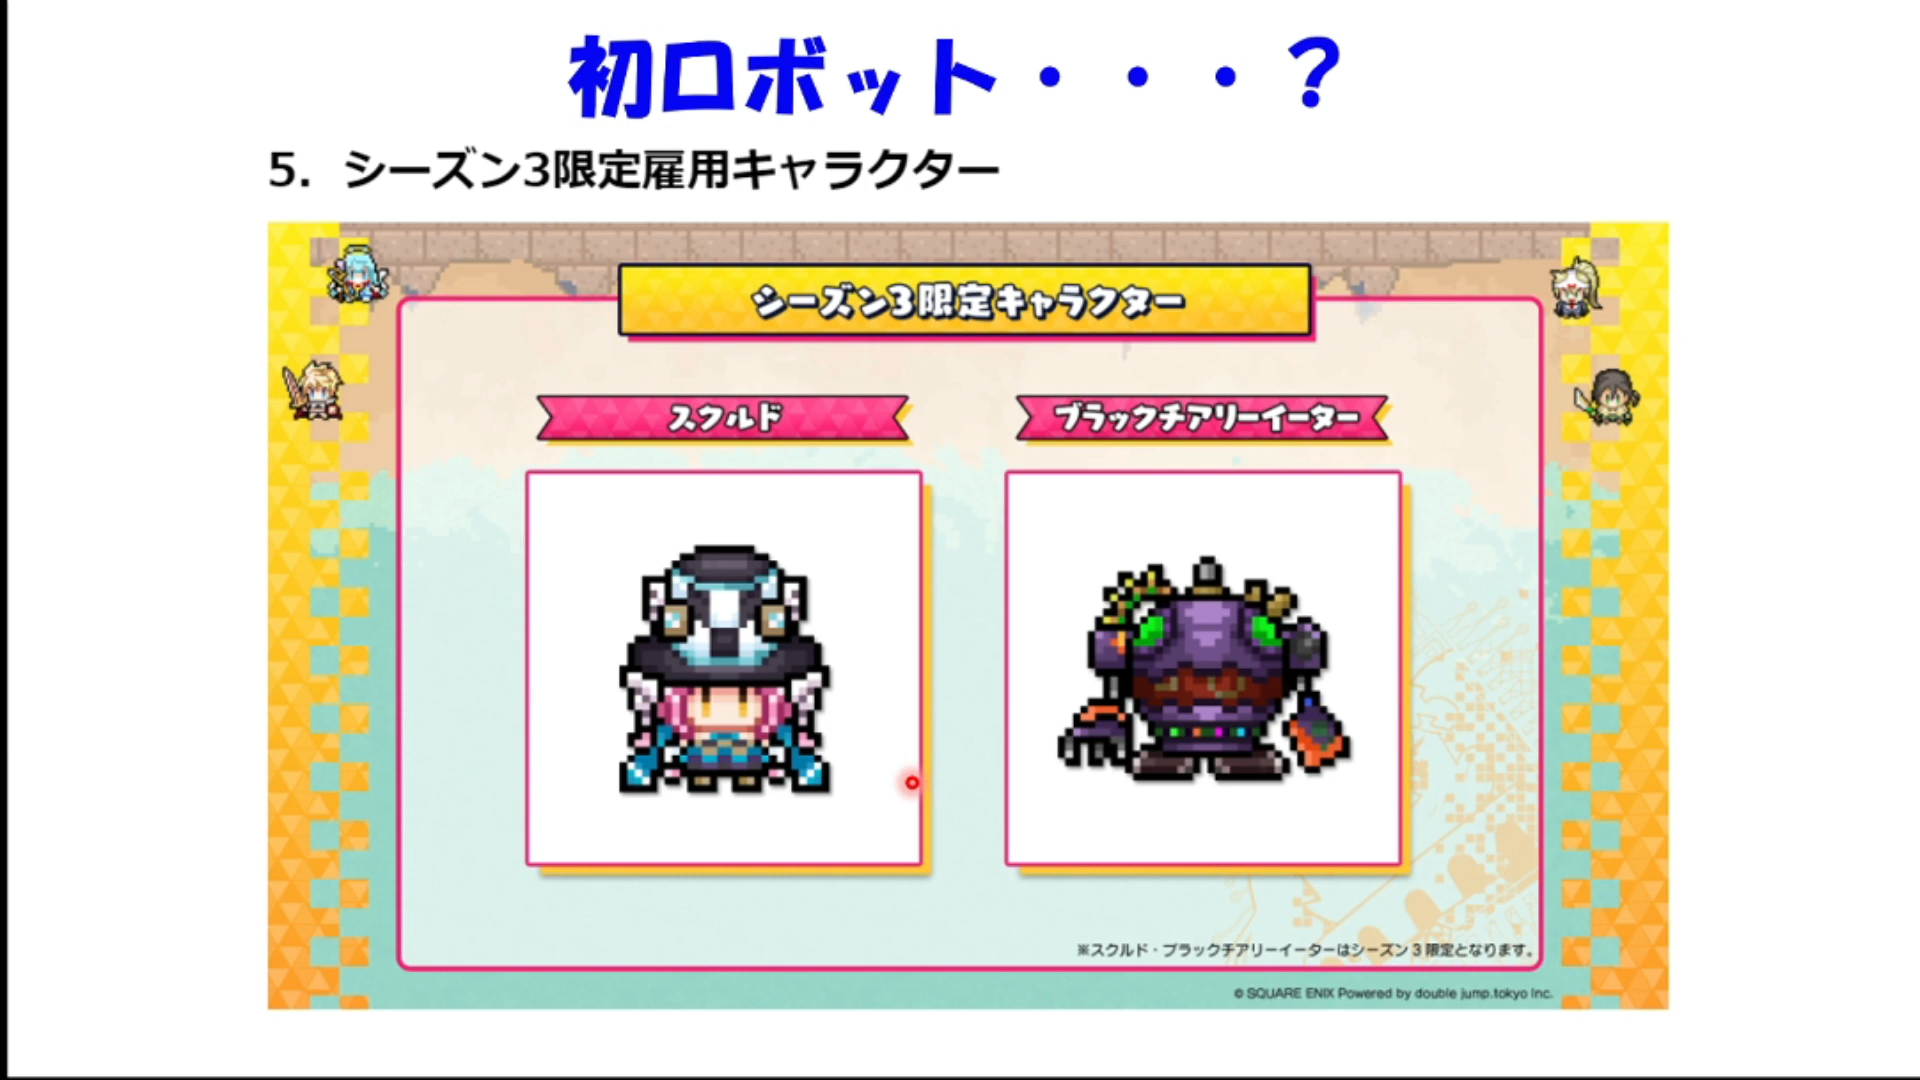 初ロボット・・・？
5. シーズン3限定雇用キャラクター
シーズン3限定キャラクター
スクルド
ブラックチアリーイーター
※スクルド・ブラックチアリーイーターはシーズン3限定となります。
© SQUARE ENIX Powered by double jump.tokyo Inc.